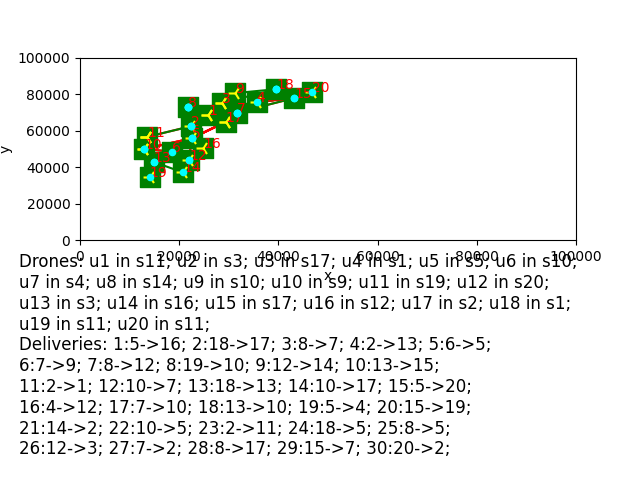 100000
80000
60000
40000
20000
0
y
0 20000 40000 60000 80000 100000
x
Drones: u1 in s11; u2 in s3; u3 in s17; u4 in s1; u5 in s5; u6 in s10;
u7 in s4; u8 in s14; u9 in s10; u10 in s9; u11 in s19; u12 in s20;
u13 in s3; u14 in s16; u15 in s17; u16 in s12; u17 in s2; u18 in s1;
u19 in s11; u20 in s11;
Deliveries: 1:5->16; 2:18->17; 3:8->7; 4:2->13; 5:6->5;
6:7->9; 7:8->12; 8:19->10; 9:12->14; 10:13->15;
11:2->1; 12:10->7; 13:18->13; 14:10->17; 15:5->20;
16:4->12; 17:7->10; 18:13->10; 19:5->4; 20:15->19;
21:14->2; 22:10->5; 23:2->11; 24:18->5; 25:8->5;
26:12->3; 27:7->2; 28:8->17; 29:15->7; 30:20->2;